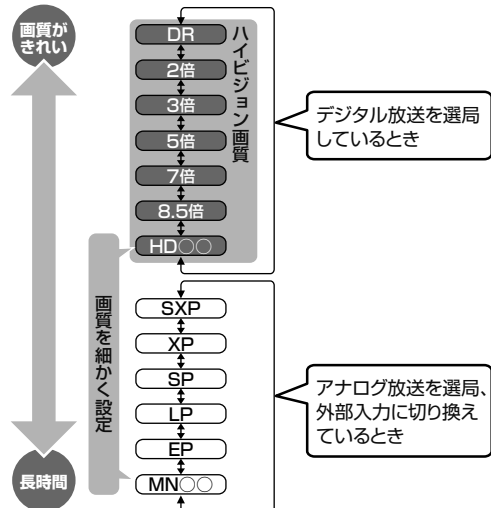 画質が
きれい
DR
2倍
3倍
5倍
7倍
8.5倍
HD○○
ハイビジョン画質
デジタル放送を選局
しているとき
画質を細かく設定
SXP
XP
SP
LP
EP
MN○○
アナログ放送を選局、
外部入力に切り換え
ているとき
長時間